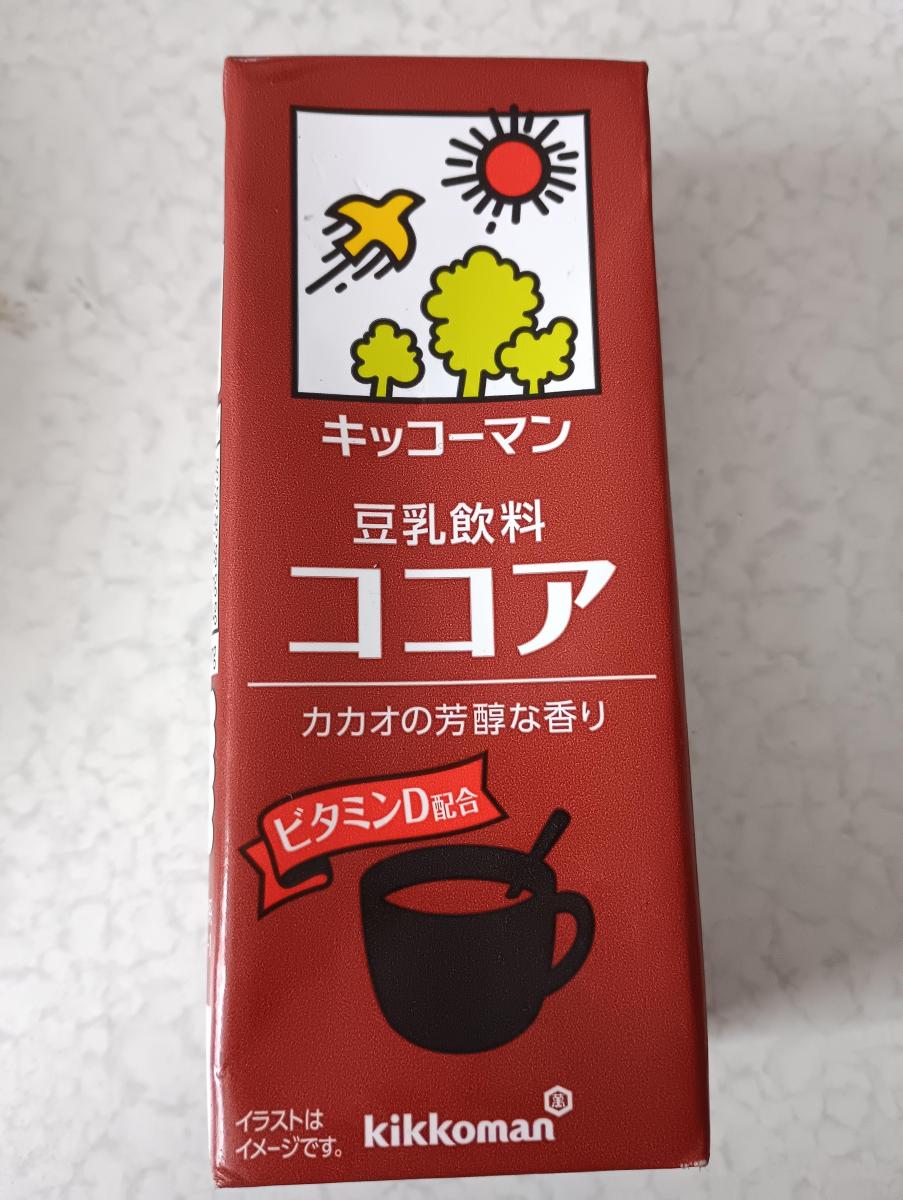 キッコーマン
豆乳飲料
ココア
カカオの芳醇な香り
ビタミンD配合
イラストは
イメージです。
kikkoman
萬